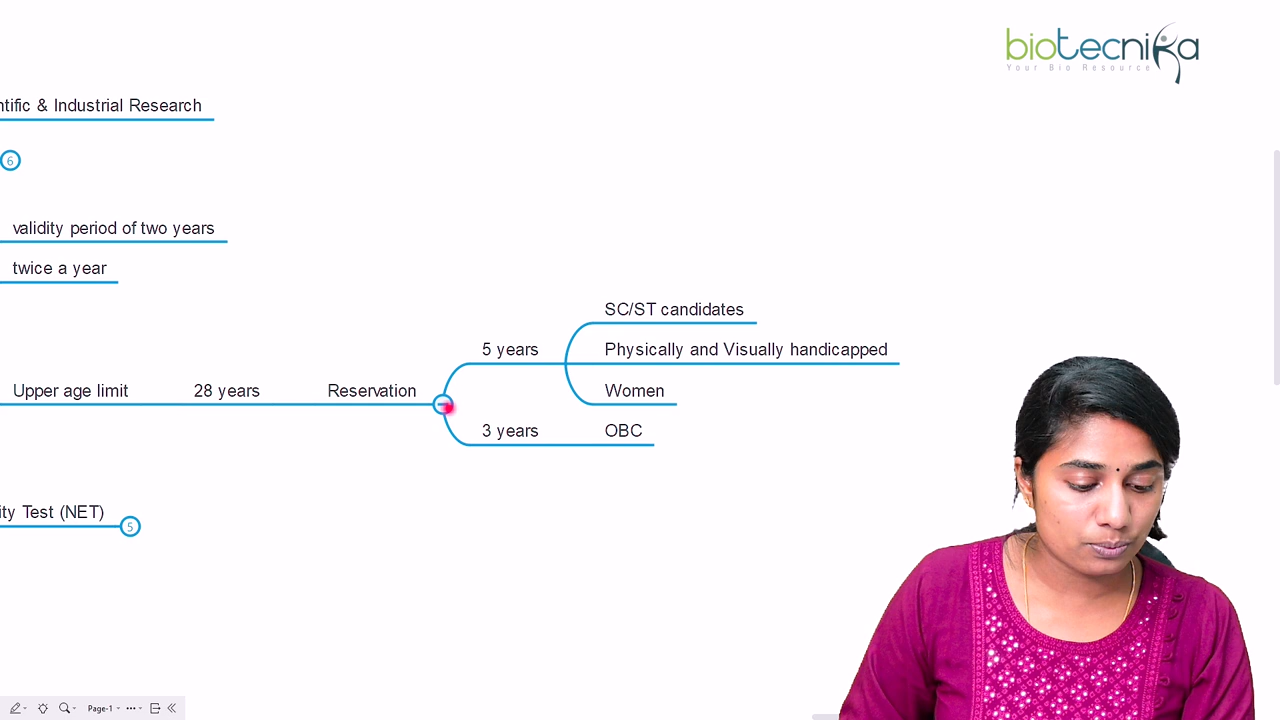 biotecnika
Your Bio Resource
ntific & Industrial Research
6
validity period of two years
twice a year
SC/ST candidates
5 years
Physically and Visually handicapped
Upper age limit
28 years
Reservation
Women
3 years
OBC
ity Test (NET)
5
Page-1